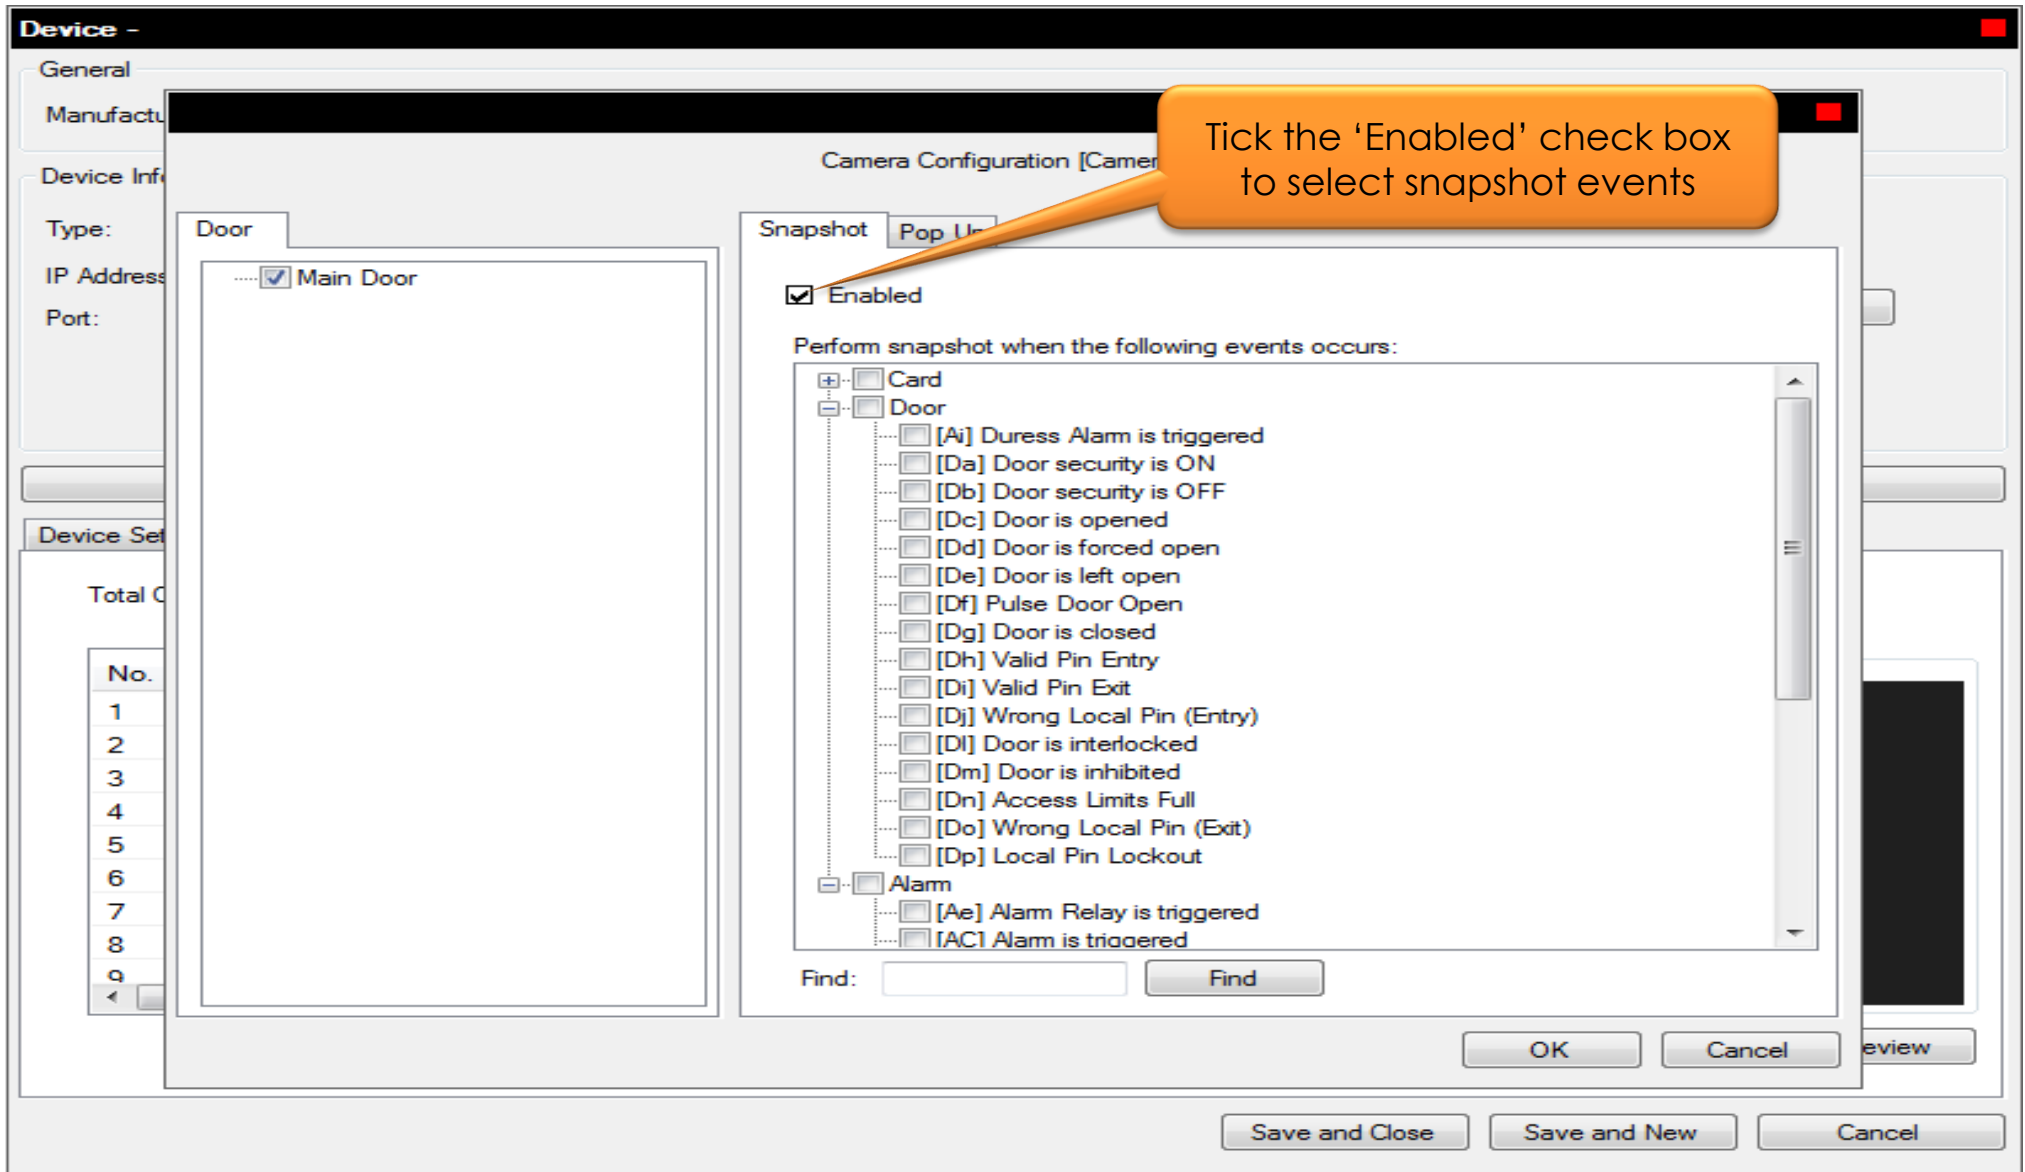 Device -
General
Manufactu
Tick the ‘Enabled’ check box
to select snapshot events
Camera Configuration [Camer
Device Inf
Type:
IP Address
Port:
Door
Main Door
Snapshot
Pop Up
Enabled
Perform snapshot when the following events occurs:
Card
Door
[Ai] Duress Alarm is triggered
[Da] Door security is ON
[Db] Door security is OFF
[Dc] Door is opened
[Dd] Door is forced open
[De] Door is left open
[Df] Pulse Door Open
[Dg] Door is closed
[Dh] Valid Pin Entry
[Di] Valid Pin Exit
[Dj] Wrong Local Pin (Entry)
[Dl] Door is interlocked
[Dm] Door is inhibited
[Dn] Access Limits Full
[Do] Wrong Local Pin (Exit)
[Dp] Local Pin Lockout
Alarm
[Ae] Alarm Relay is triggered
[AC] Alarm is triggered
Find:
Find
OK
Cancel
Device Set
Total C
No.
1
2
3
4
5
6
7
8
9
eview
Save and Close
Save and New
Cancel